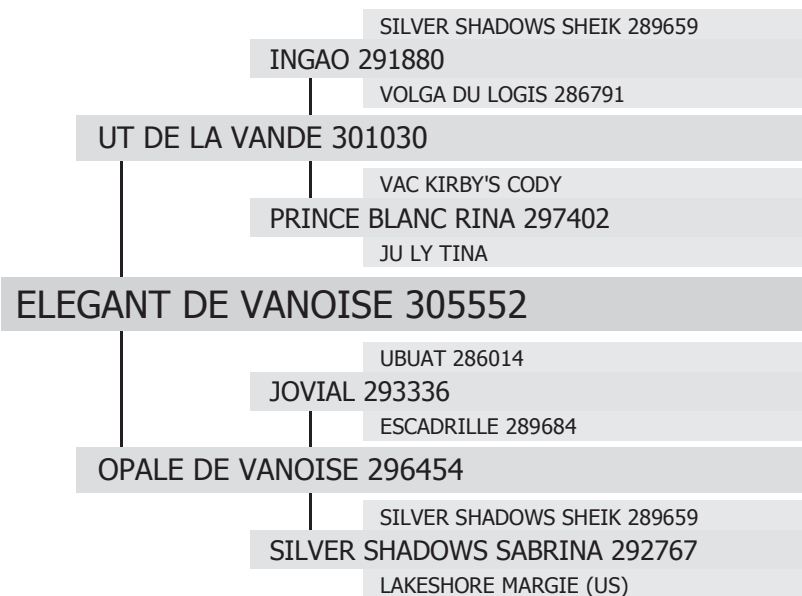 SILVER SHADOWS SHEIK 289659
INGAO 291880
VOLGA DU LOGIS 286791
UT DE LA VANDE 301030
VAC KIRBY'S CODY
PRINCE BLANC RINA 297402
JU LY TINA
ELEGANT DE VANOISE 305552
UBUAT 286014
JOVIAL 293336
ESCADRILLE 289684
OPALE DE VANOISE 296454
SILVER SHADOWS SHEIK 289659
SILVER SHADOWS SABRINA 292767
LAKESHORE MARGIE (US)